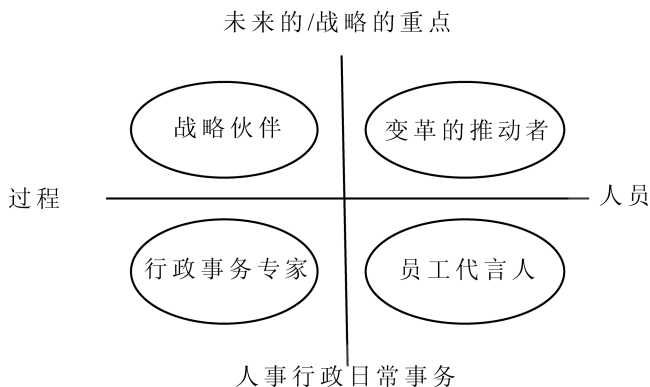 未来的/战略的重点
战略伙伴
变革的推动者
过程
人员
行政事务专家
员工代言人
人事行政日常事务